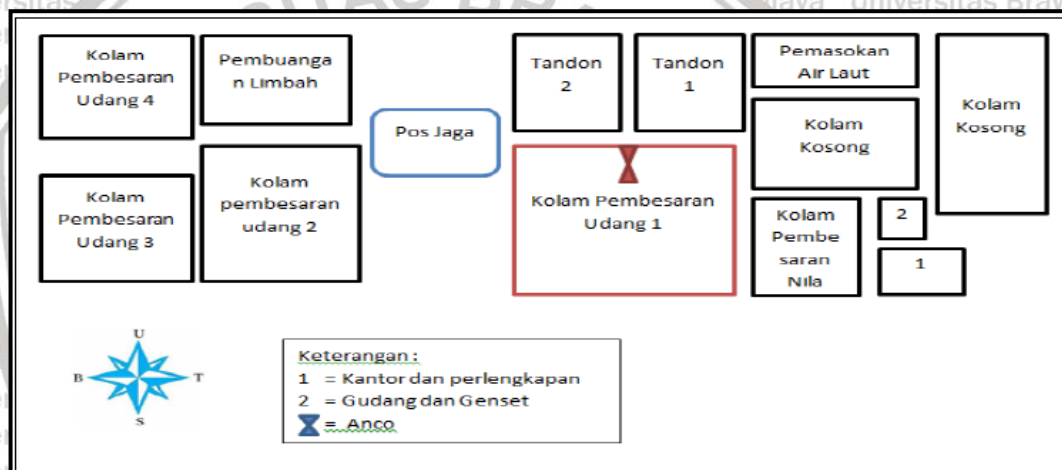 Kolam
Pembesaran
Udang 4
Pembuanga
n Limbah
Pos Jaga
Tandon
2
Tandon
1
Pemasokan
Air Laut
Kolam
Kosong
Kolam
Kosong
Kolam
Pembesaran
Udang 3
Kolam
pembesaran
udang 2
Kolam Pembesaran
Udang 1
Kolam
Pembe
saran
Nila
2
1
U
B
T
S
Keterangan :
1 = Kantor dan perlengkapan
2 = Gudang dan Genset
= Anco